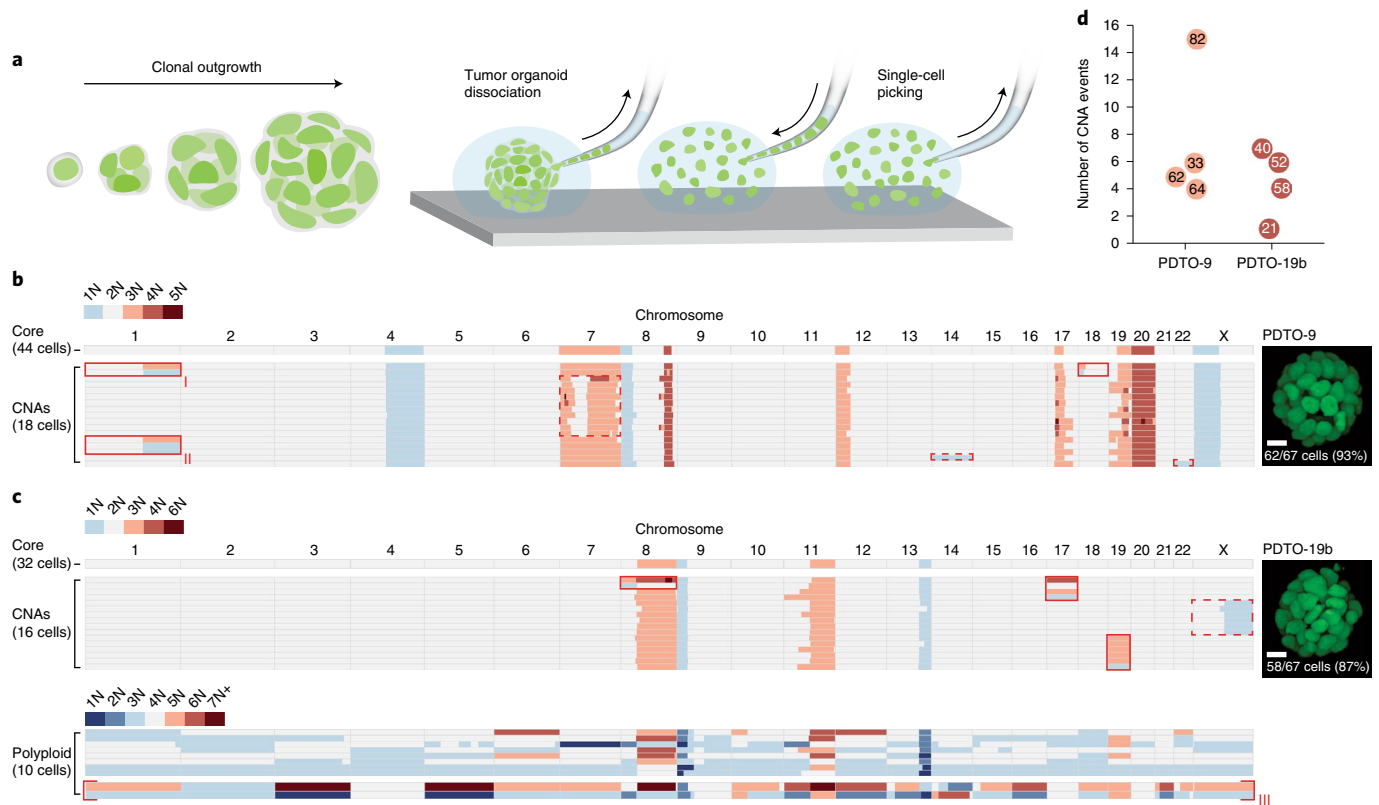 a
Clonal outgrowth
Tumor organoid
dissociation
Single-cell
picking
d
Number of CNA events
16
14
12
10
8
6
4
2
0
82
33
62
64
40
52
58
21
PDTO-9 PDTO-19b
b
1N 2N 3N 4N 5N
Chromosome
Core
(44 cells)
1 2 3 4 5 6 7 8 9 10 11 12 13 14 15 16 17 18 19 20 21 22 X
PDTO-9
CNAs
(18 cells)
I
II
62/67 cells (93%)
c
1N 2N 3N 4N 6N
Chromosome
Core
(32 cells)
1 2 3 4 5 6 7 8 9 10 11 12 13 14 15 16 17 18 19 20 21 22 X
PDTO-19b
CNAs
(16 cells)
58/67 cells (87%)
1N 2N 3N 4N 5N 6N 7N+
Polyploid
(10 cells)
III